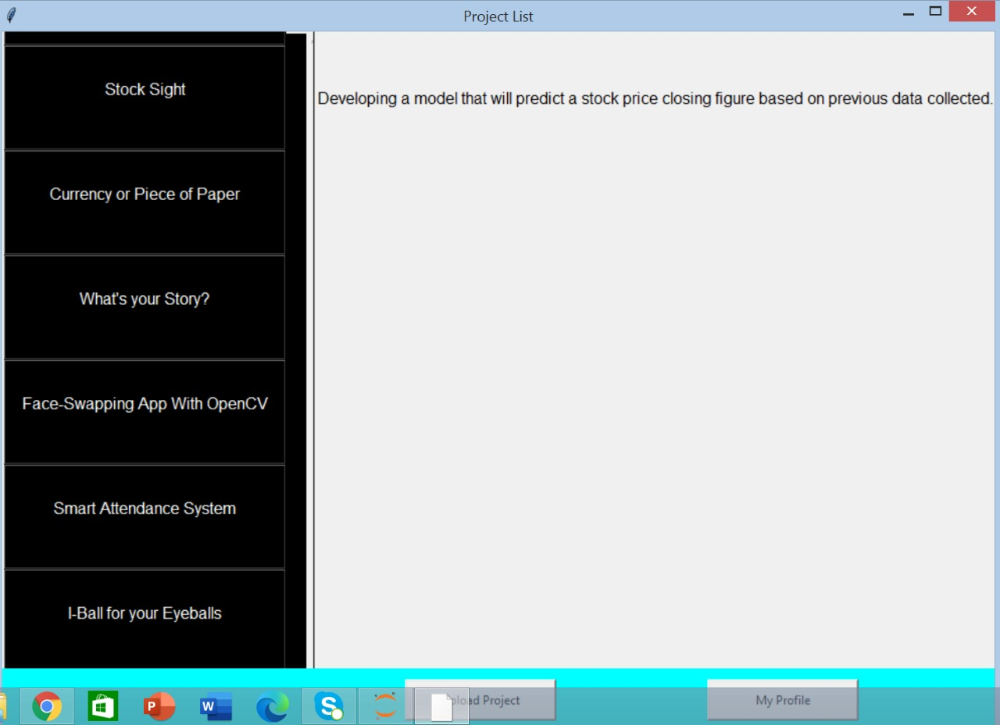 Project List
Stock Sight
Developing a model that will predict a stock price closing figure based on previous data collected.
Currency or Piece of Paper
What's your Story?
Face-Swapping App With OpenCV
Smart Attendance System
I-Ball for your Eyeballs
Project
My Profile